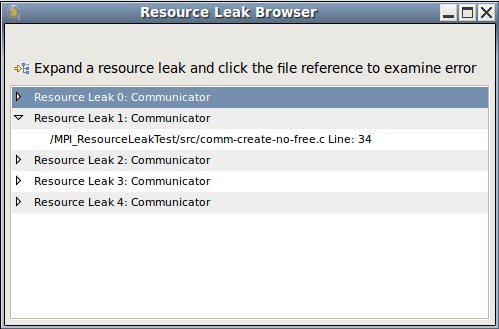 Resource Leak Browser
Expand a resource leak and click the file reference to examine error
Resource Leak 0: Communicator
Resource Leak 1: Communicator
/MPI_ResourceLeakTest/src/comm-create-no-free.c Line: 34
Resource Leak 2: Communicator
Resource Leak 3: Communicator
Resource Leak 4: Communicator